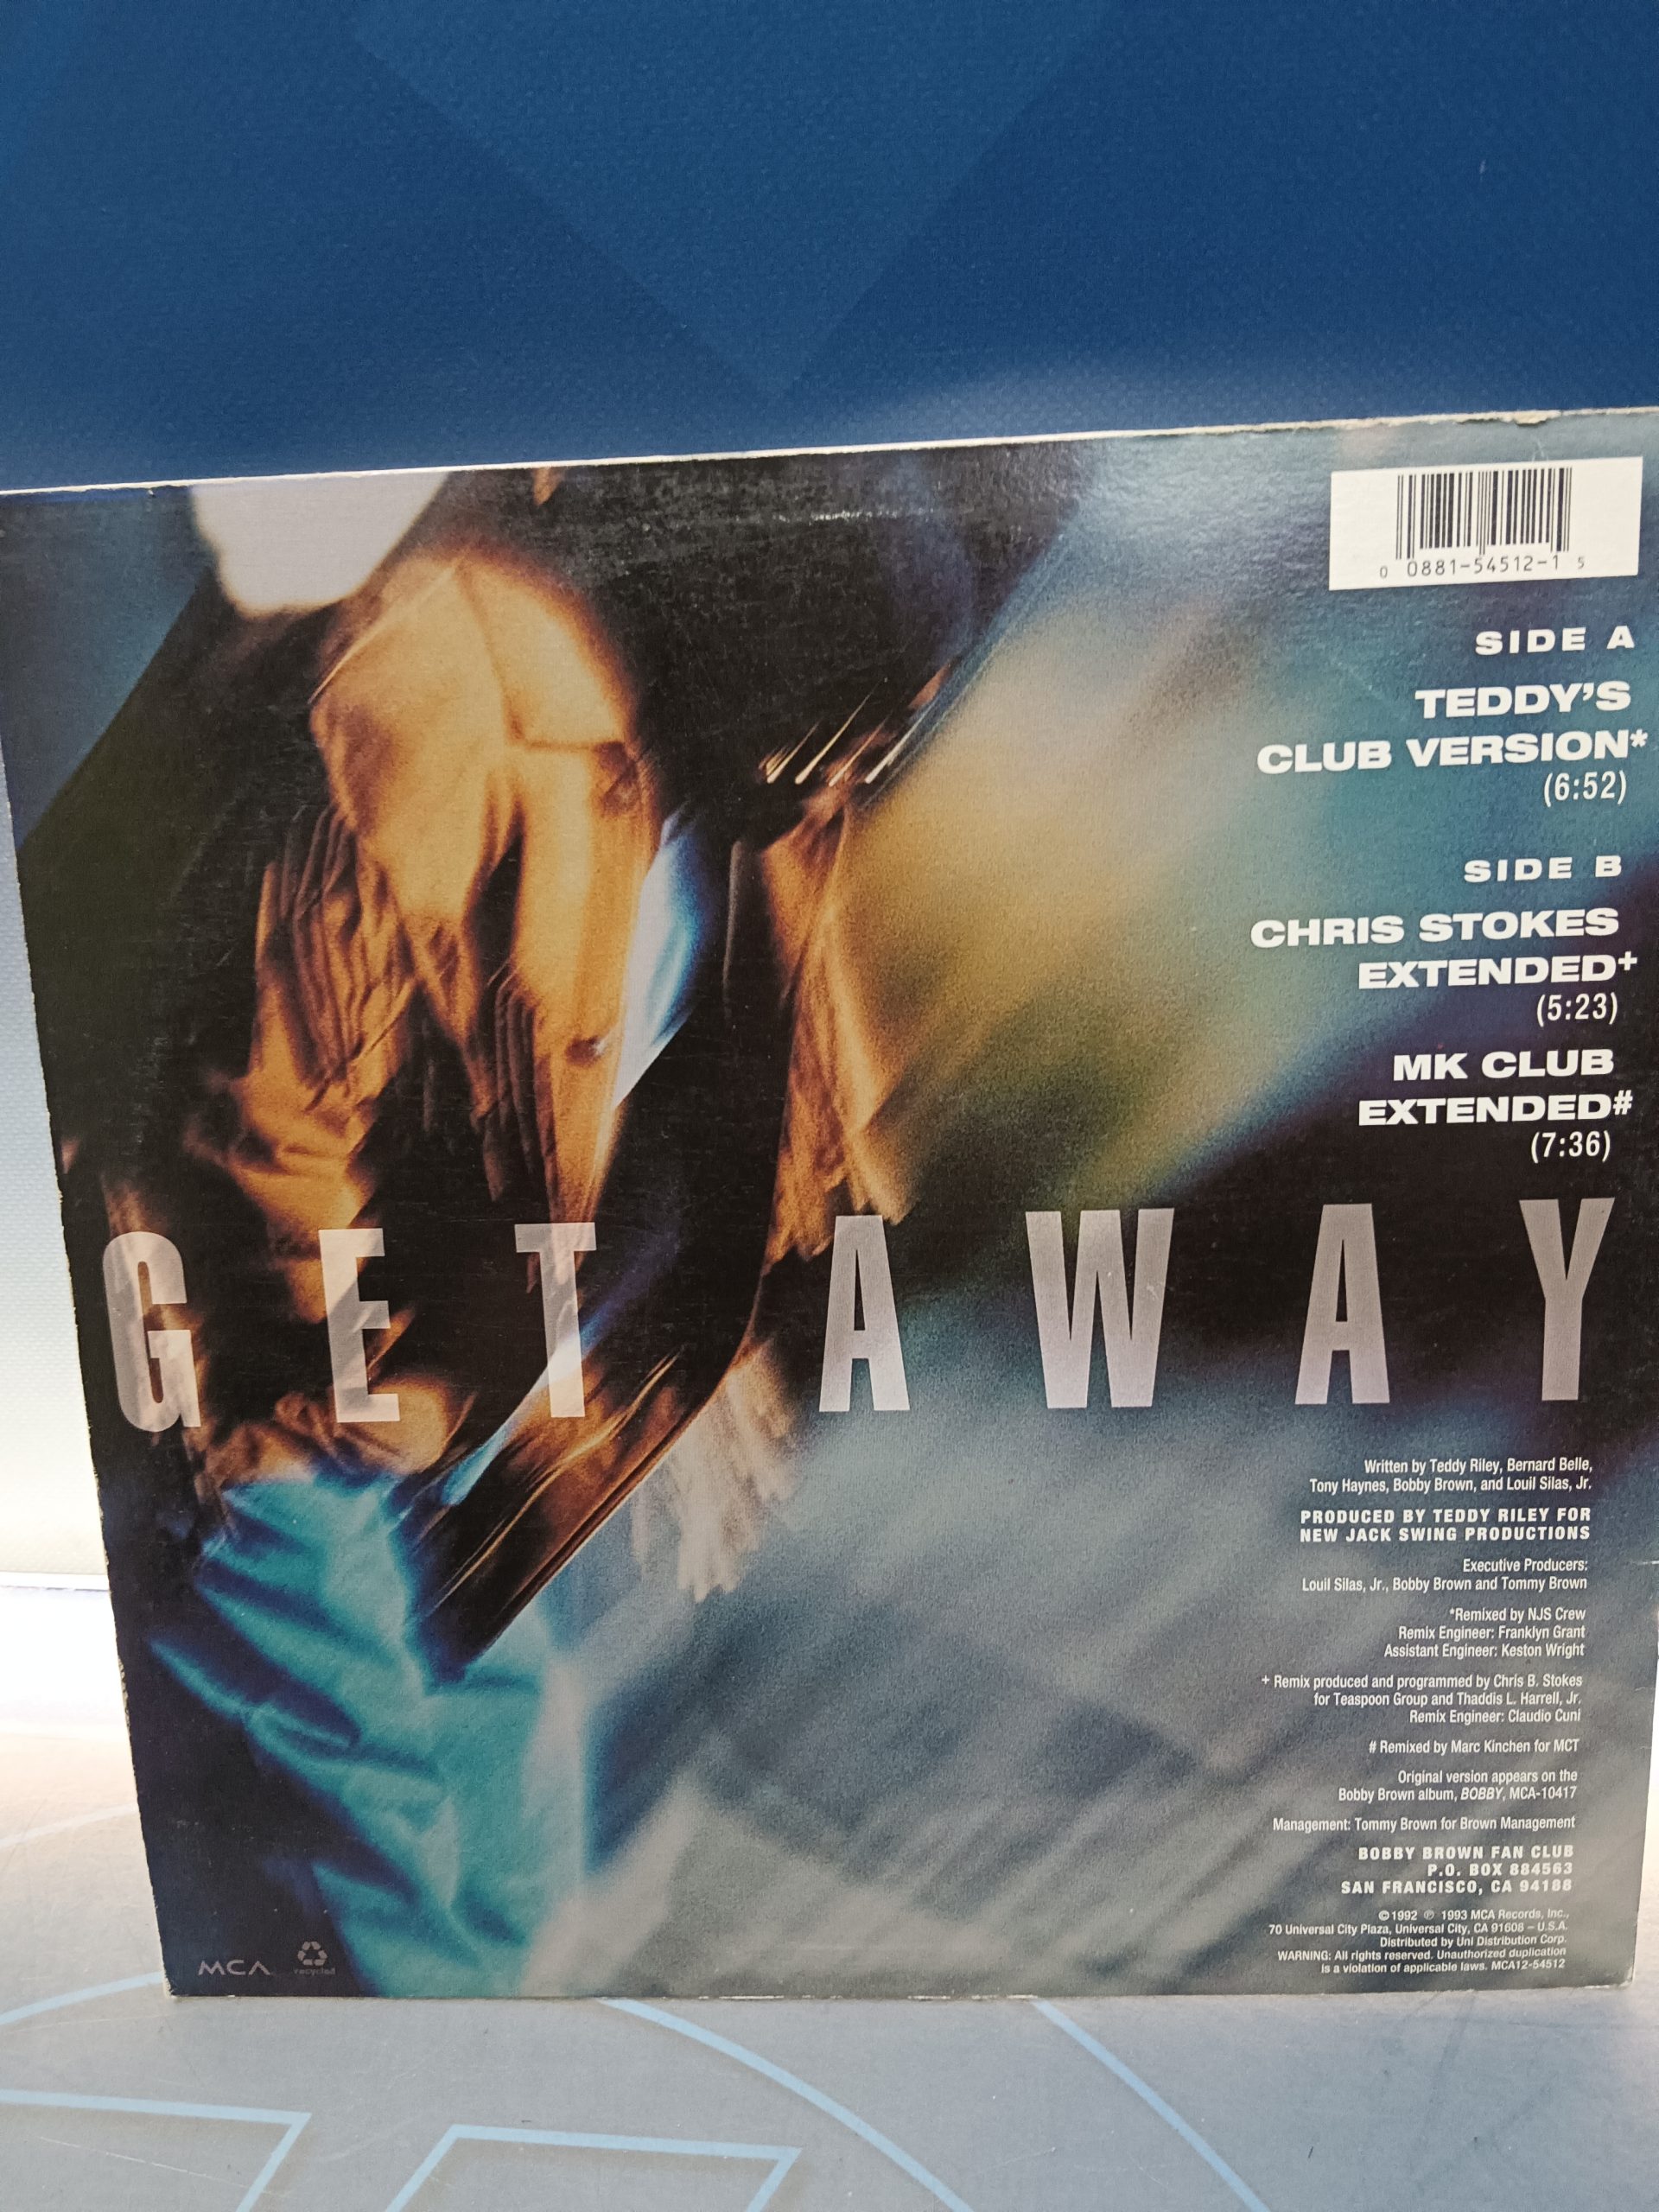 0 0881-54512-1 5
SIDE A
TEDDY'S
CLUB VERSION*
(6:52)
SIDE B
CHRIS STOKES
EXTENDED+
(5:23)
MK CLUB
EXTENDED#
(7:36)
GET AWAY
Written by Teddy Riley, Bernard Belle,
Tony Haynes, Bobby Brown, and Louil Silas, Jr.
PRODUCED BY TEDDY RILEY FOR
NEW JACK SWING PRODUCTIONS
Executive Producers:
Louil Silas, Jr., Bobby Brown and Tommy Brown
*Remixed by NJS Crew
Remix Engineer: Franklyn Grant
Assistant Engineer: Keston Wright
+ Remix produced and programmed by Chris B. Stokes
for Teaspoon Group and Thaddis L. Harrell, Jr.
Remix Engineer: Claudio Cuni
# Remixed by Marc Kinchen for MCT
Original version appears on the
Bobby Brown album, BOBBY, MCA-10417
Management: Tommy Brown for Brown Management
BOBBY BROWN FAN CLUB
P.O. BOX 884563
SAN FRANCISCO, CA 94188
©1992 ℗ 1993 MCA Records, Inc.,
70 Universal City Plaza, Universal City, CA 91608 – U.S.A.
Distributed by Uni Distribution Corp.
WARNING: All rights reserved. Unauthorized duplication
is a violation of applicable laws. MCA12-54512
MCA
recycled